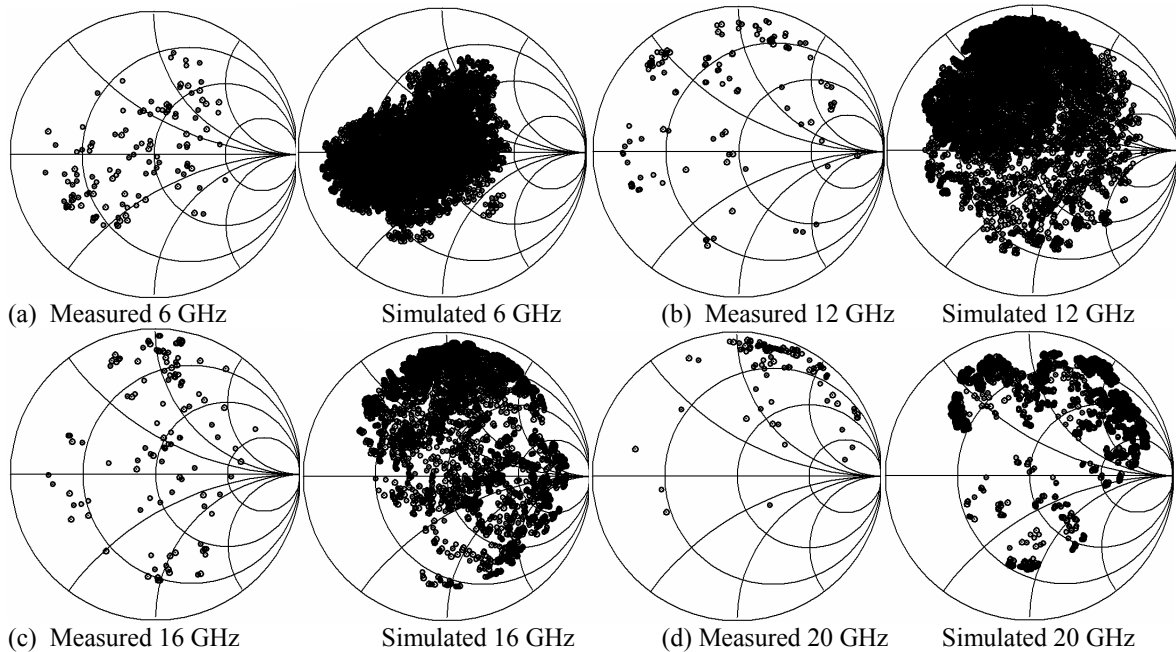 (a) Measured 6 GHz Simulated 6 GHz (b) Measured 12 GHz Simulated 12 GHz
(c) Measured 16 GHz Simulated 16 GHz (d) Measured 20 GHz Simulated 20 GHz